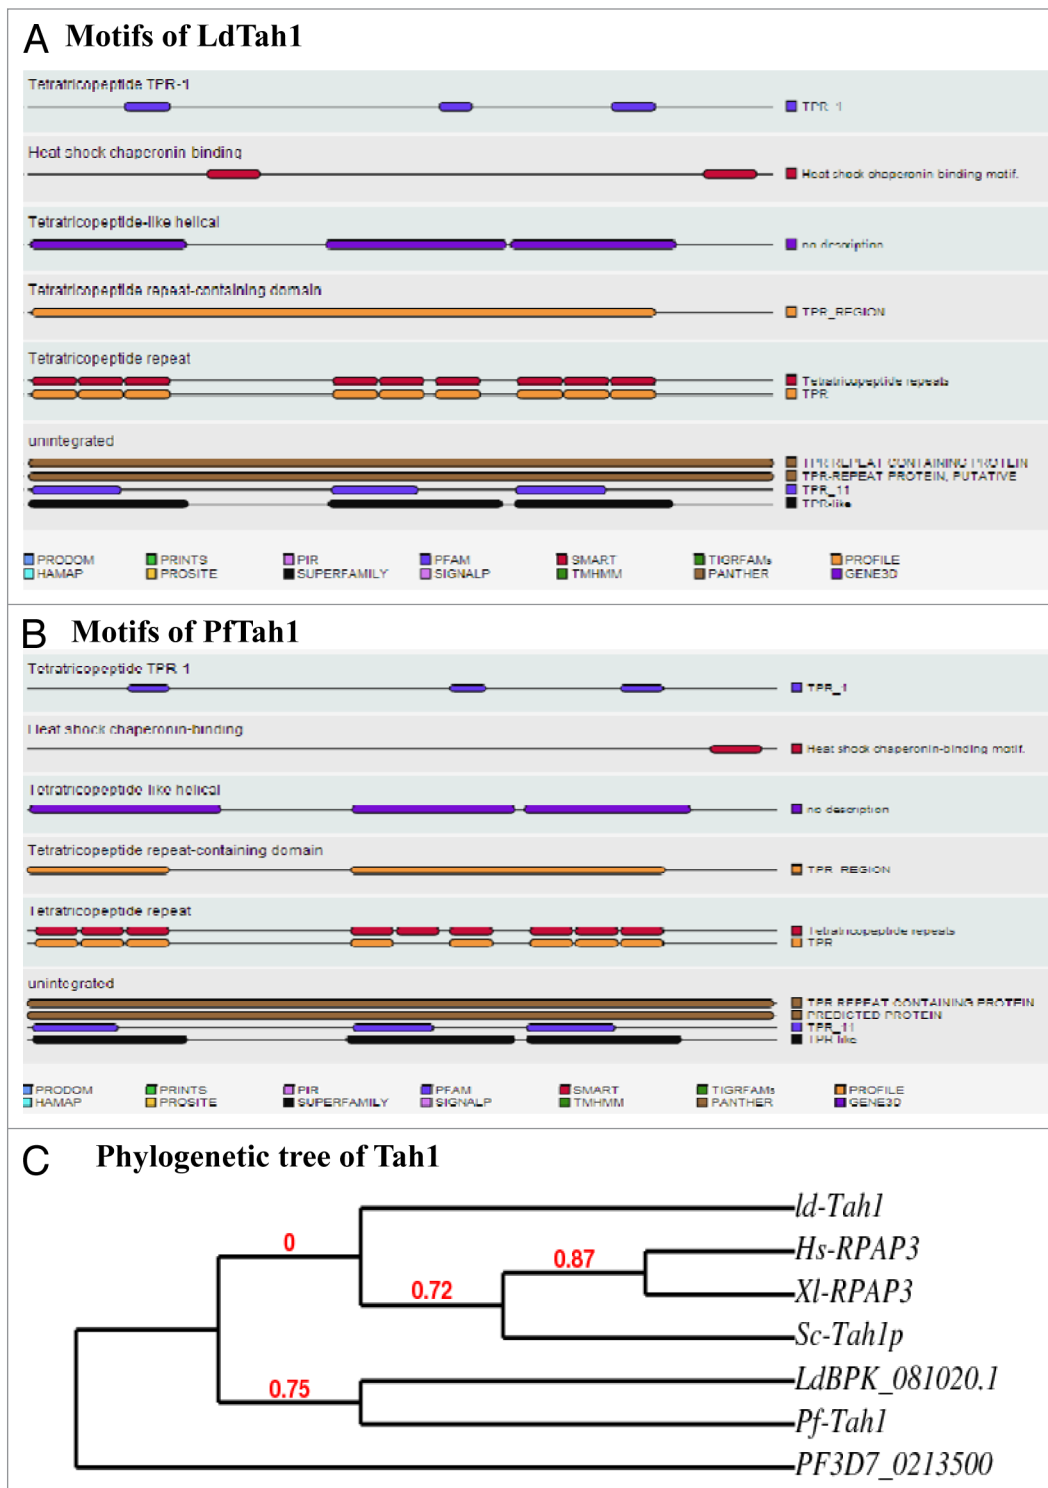 A Motifs of LdTah1
Tetratricopeptide TPR-1
TPR_1
Heat shock chaperonin binding
Heat shock chaperonin binding motif.
Tetratricopeptide-like helical
no description
Tetratricopeptide repeat-containing domain
TPR_REGION
Tetratricopeptide repeat
Tetratricopeptide repeats
TPR
unintegrated
TPR REPEAT CONTAINING PROTEIN
TPR-REPEAT PROTEIN, PUTATIVE
TPR_11
TPR-like
PRODOM PRINTS PIR PFAM SMART TIGRFAMs PROFILE
HAMAP PROSITE SUPERFAMILY SIGNALP TMHMM PANTHER GENE3D
B Motifs of PfTah1
Tetratricopeptide TPR-1
TPR_1
Heat shock chaperonin-binding
Heat shock chaperonin-binding motif.
Tetratricopeptide like helical
no description
Tetratricopeptide repeat-containing domain
TPR_REGION
Tetratricopeptide repeat
Tetratricopeptide repeats
TPR
unintegrated
TPR REPEAT CONTAINING PROTEIN
PREDICTED PROTEIN
TPR_11
TPR like
PRODOM PRINTS PIR PFAM SMART TIGRFAMs PROFILE
HAMAP PROSITE SUPERFAMILY SIGNALP TMHMM PANTHER GENE3D
C Phylogenetic tree of Tah1
ld-Tah1
0
Hs-RPAP3
0.87
0.72
Xl-RPAP3
Sc-Tah1p
LdBPK_081020.1
0.75
Pf-Tah1
PF3D7_0213500